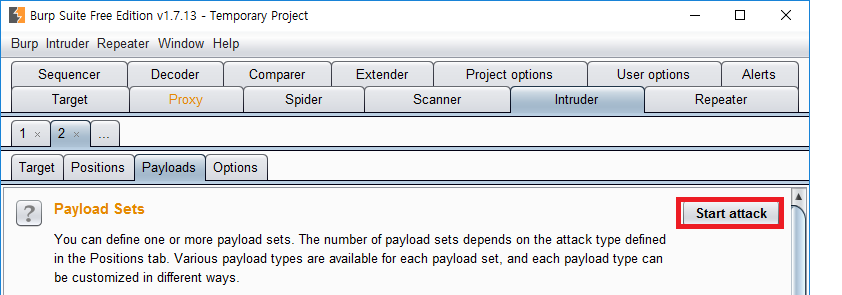 Burp Suite Free Edition v1.7.13 - Temporary Project
Burp Intruder Repeater Window Help
Sequencer Decoder Comparer Extender Project options User options Alerts
Target Proxy Spider Scanner Intruder Repeater
1 × 2 × ...
Target Positions Payloads Options
? Payload Sets Start attack
You can define one or more payload sets. The number of payload sets depends on the attack type defined
in the Positions tab. Various payload types are available for each payload set, and each payload type can
be customized in different ways.